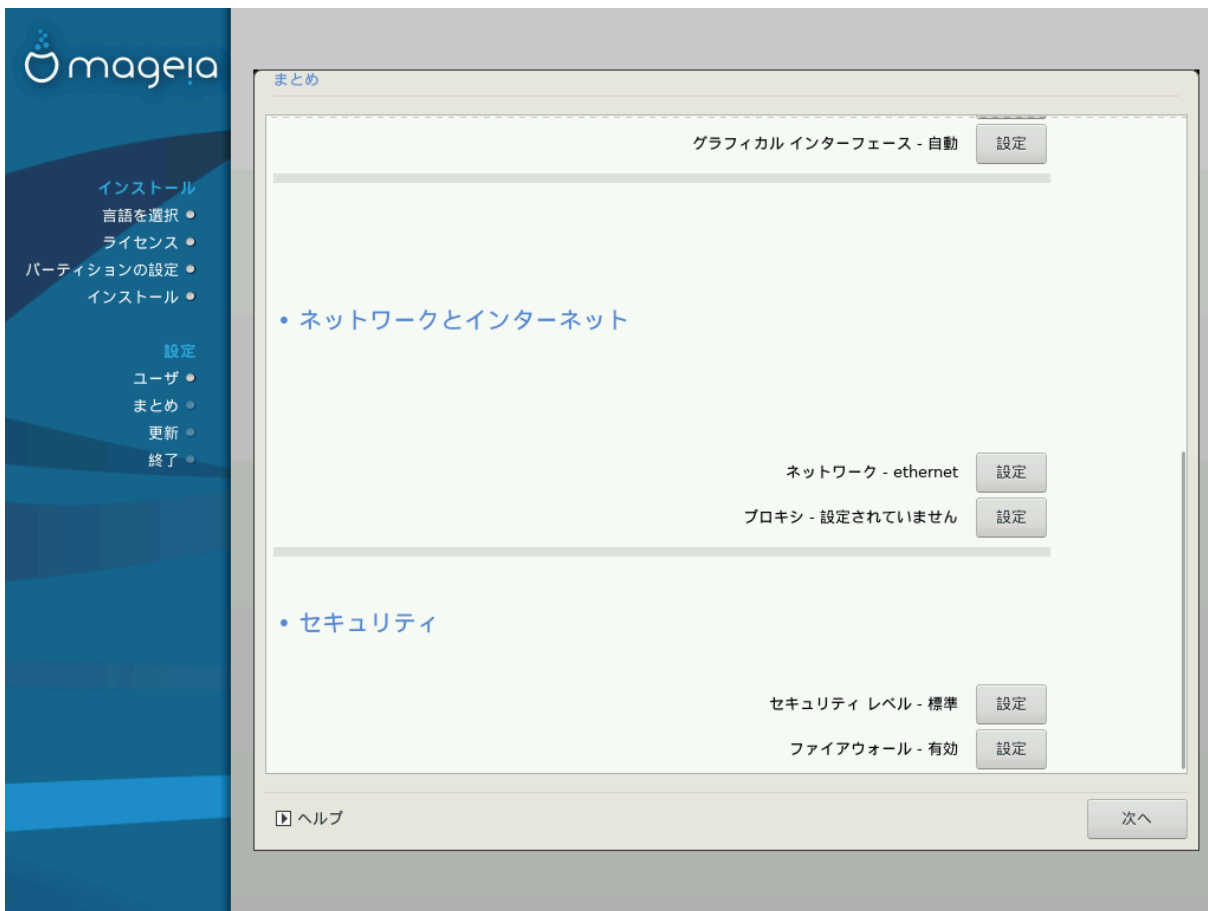 mageia
インストール
言語を選択
ライセンス
パーティションの設定
インストール
設定
ユーザ
まとめ
更新
終了
まとめ
グラフィカル インターフェース - 自動 設定
• ネットワークとインターネット
ネットワーク - ethernet 設定
プロキシ - 設定されていません 設定
• セキュリティ
セキュリティ レベル - 標準 設定
ファイアウォール - 有効 設定
ヘルプ 次へ